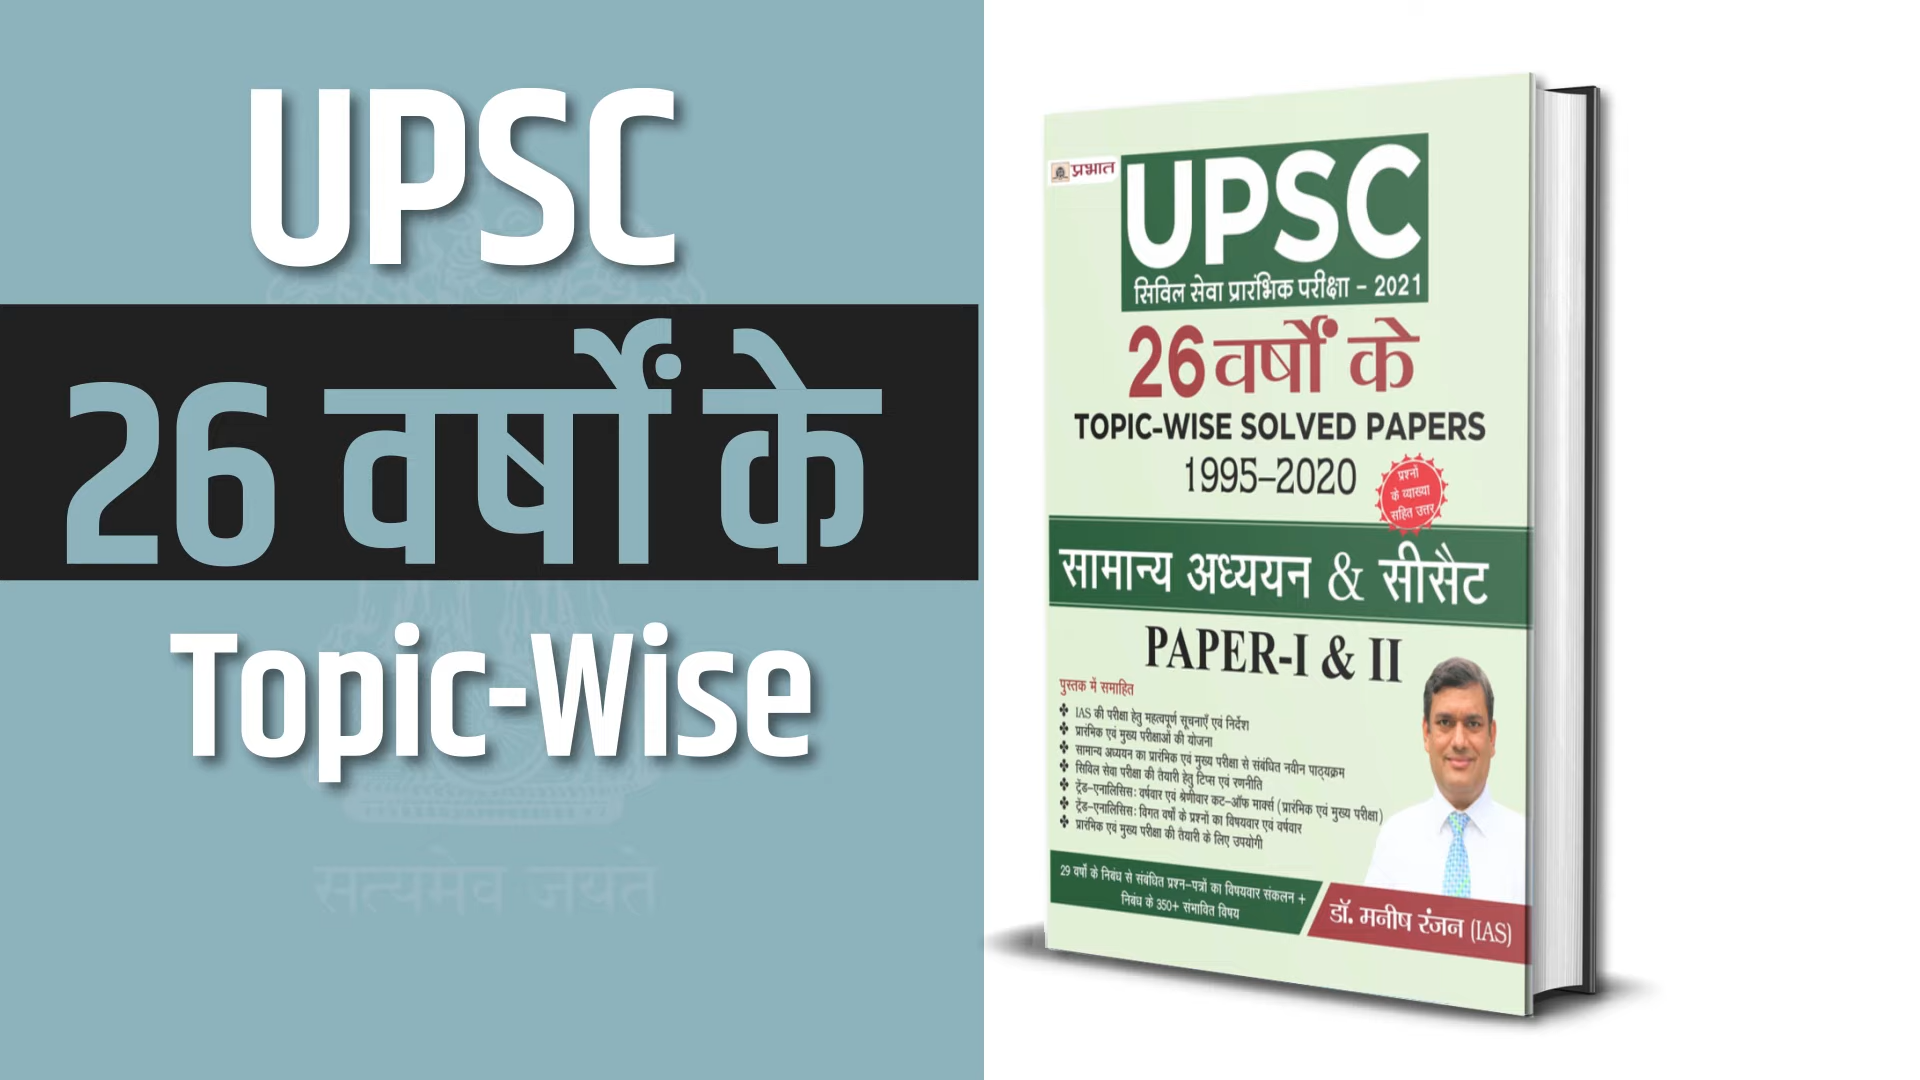 UPSC
26 वर्षों के
Topic-Wise
सत्यमेव जयते
प्रभात
UPSC
सिविल सेवा प्रारंभिक परीक्षा - 2021
26 वर्षों के
TOPIC-WISE SOLVED PAPERS
1995–2020
प्रश्नों
के व्याख्या
सहित उत्तर
सामान्य अध्ययन & सीसैट
PAPER-I & II
पुस्तक में समाहित
IAS की परीक्षा हेतु महत्वपूर्ण सूचनाएँ एवं निर्देश
प्रारंभिक एवं मुख्य परीक्षाओं की योजना
सामान्य अध्ययन का प्रारंभिक एवं मुख्य परीक्षा से संबंधित नवीन पाठ्यक्रम
सिविल सेवा परीक्षा की तैयारी हेतु टिप्स एवं रणनीति
ट्रेंड-एनालिसिस: वर्षवार एवं श्रेणीवार कट-ऑफ मार्क्स (प्रारंमिक एवं मुख्य परीक्षा)
ट्रेंड-एनालिसिस: विगत वर्षों के प्रश्नों का विषयवार एवं वर्षवार
प्रारंभिक एवं मुख्य परीक्षा की तैयारी के लिए उपयोगी
29 वर्षों के निबंध से संबंधित प्रश्न-पत्रों का विषयवार संकलन +
निबंध के 350+ संभावित विषय
डॉ. मनीष रंजन (IAS)